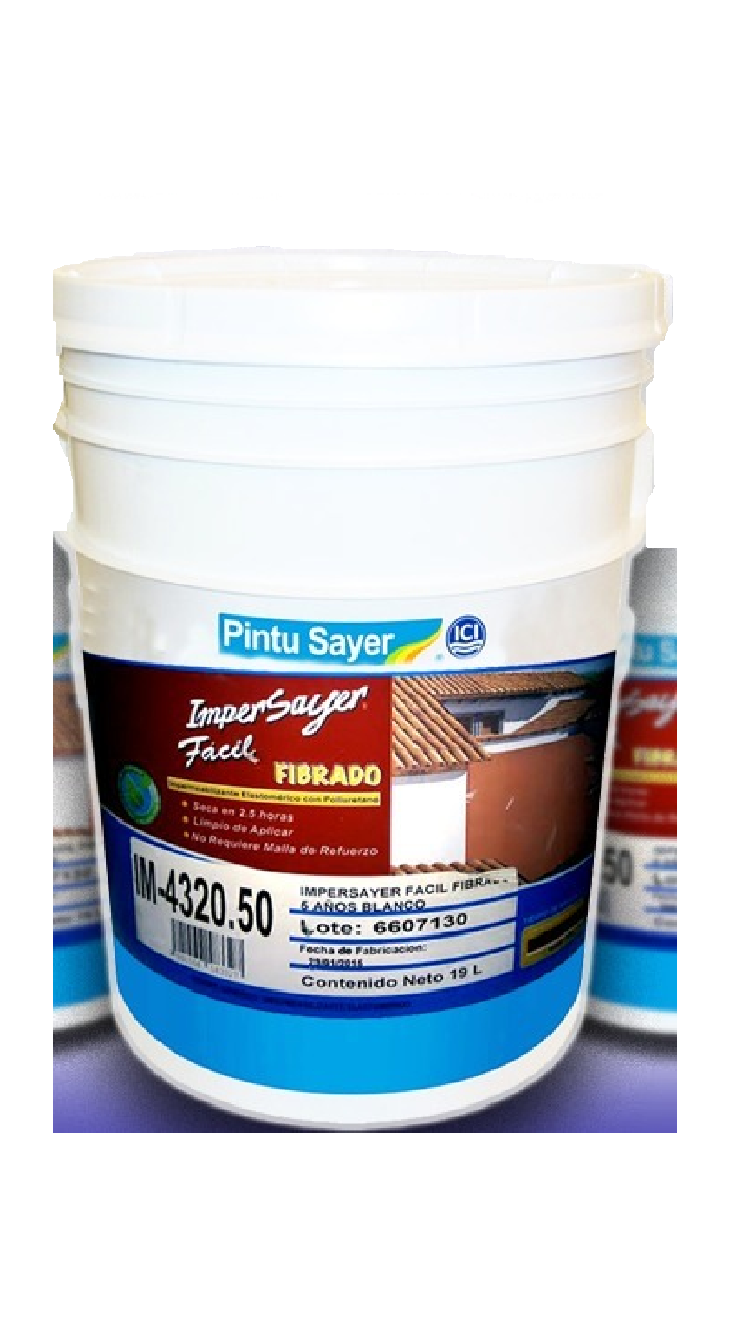 Pintu Sayer
ICI
ImperSayer
Fácil
FIBRADO
Impermeabilizante Elastomérico con Poliuretano
Seca en 2.5 horas
Limpio de Aplicar
No Requiere Malla de Refuerzo
IM-4320.50
IMPERSAYER FACIL
5 AÑOS BLANCO
Lote: 6607130
Fecha de Fabricacion:
Contenido Neto 19 L
50